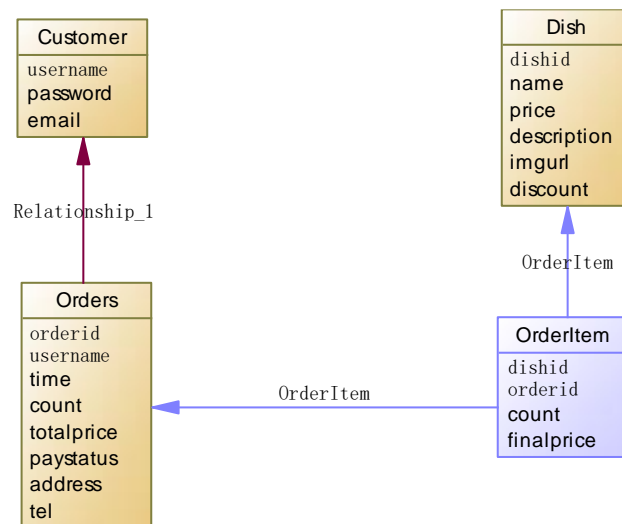 Customer
username
password
email
Dish
dishid
name
price
description
imgurl
discount
Relationship_1
OrderItem
Orders
orderid
username
time
count
totalprice
paystatus
address
tel
OrderItem
OrderItem
dishid
orderid
count
finalprice